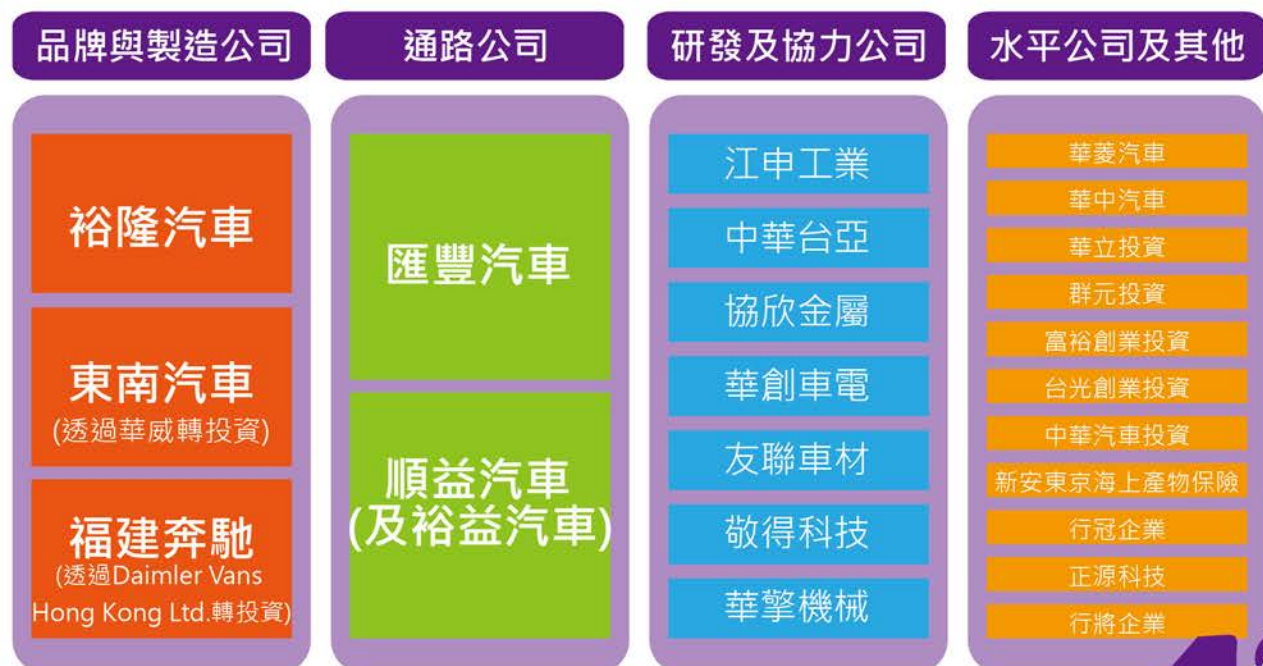 品牌與製造公司
裕隆汽車
東南汽車
(透過華威轉投資)
福建奔馳
(透過Daimler Vans
Hong Kong Ltd.轉投資)
通路公司
匯豐汽車
順益汽車
(及裕益汽車)
研發及協力公司
江申工業
中華台亞
協欣金屬
華創車電
友聯車材
敬得科技
華擎機械
水平公司及其他
華菱汽車
華中汽車
華立投資
群元投資
富裕創業投資
台光創業投資
中華汽車投資
新安東京海上產物保險
行冠企業
正源科技
行將企業